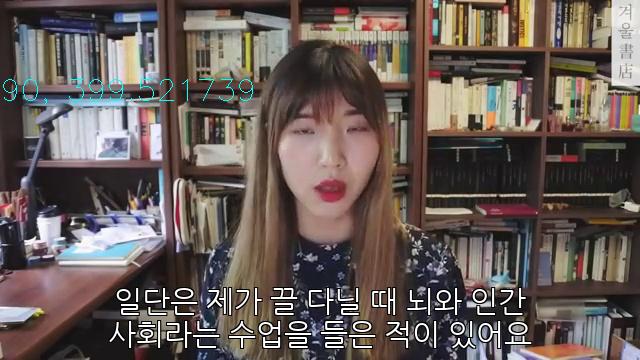 겨울書店
90, 399.521739
일단은 제가 끌 다닐 때 뇌와 인간
사회라는 수업을 들은 적이 있어요